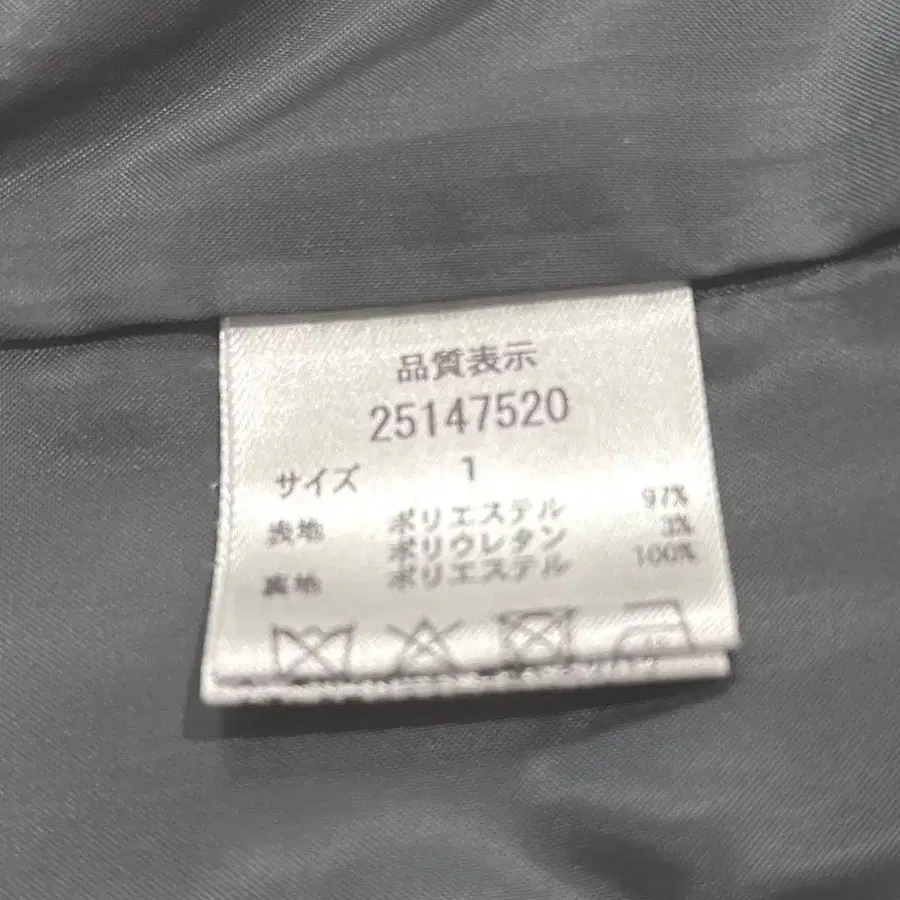 品質表示
25147520
サイズ 1
表地 ポリエステル 97%
ポリウレタン 3%
裏地 ポリエステル 100%